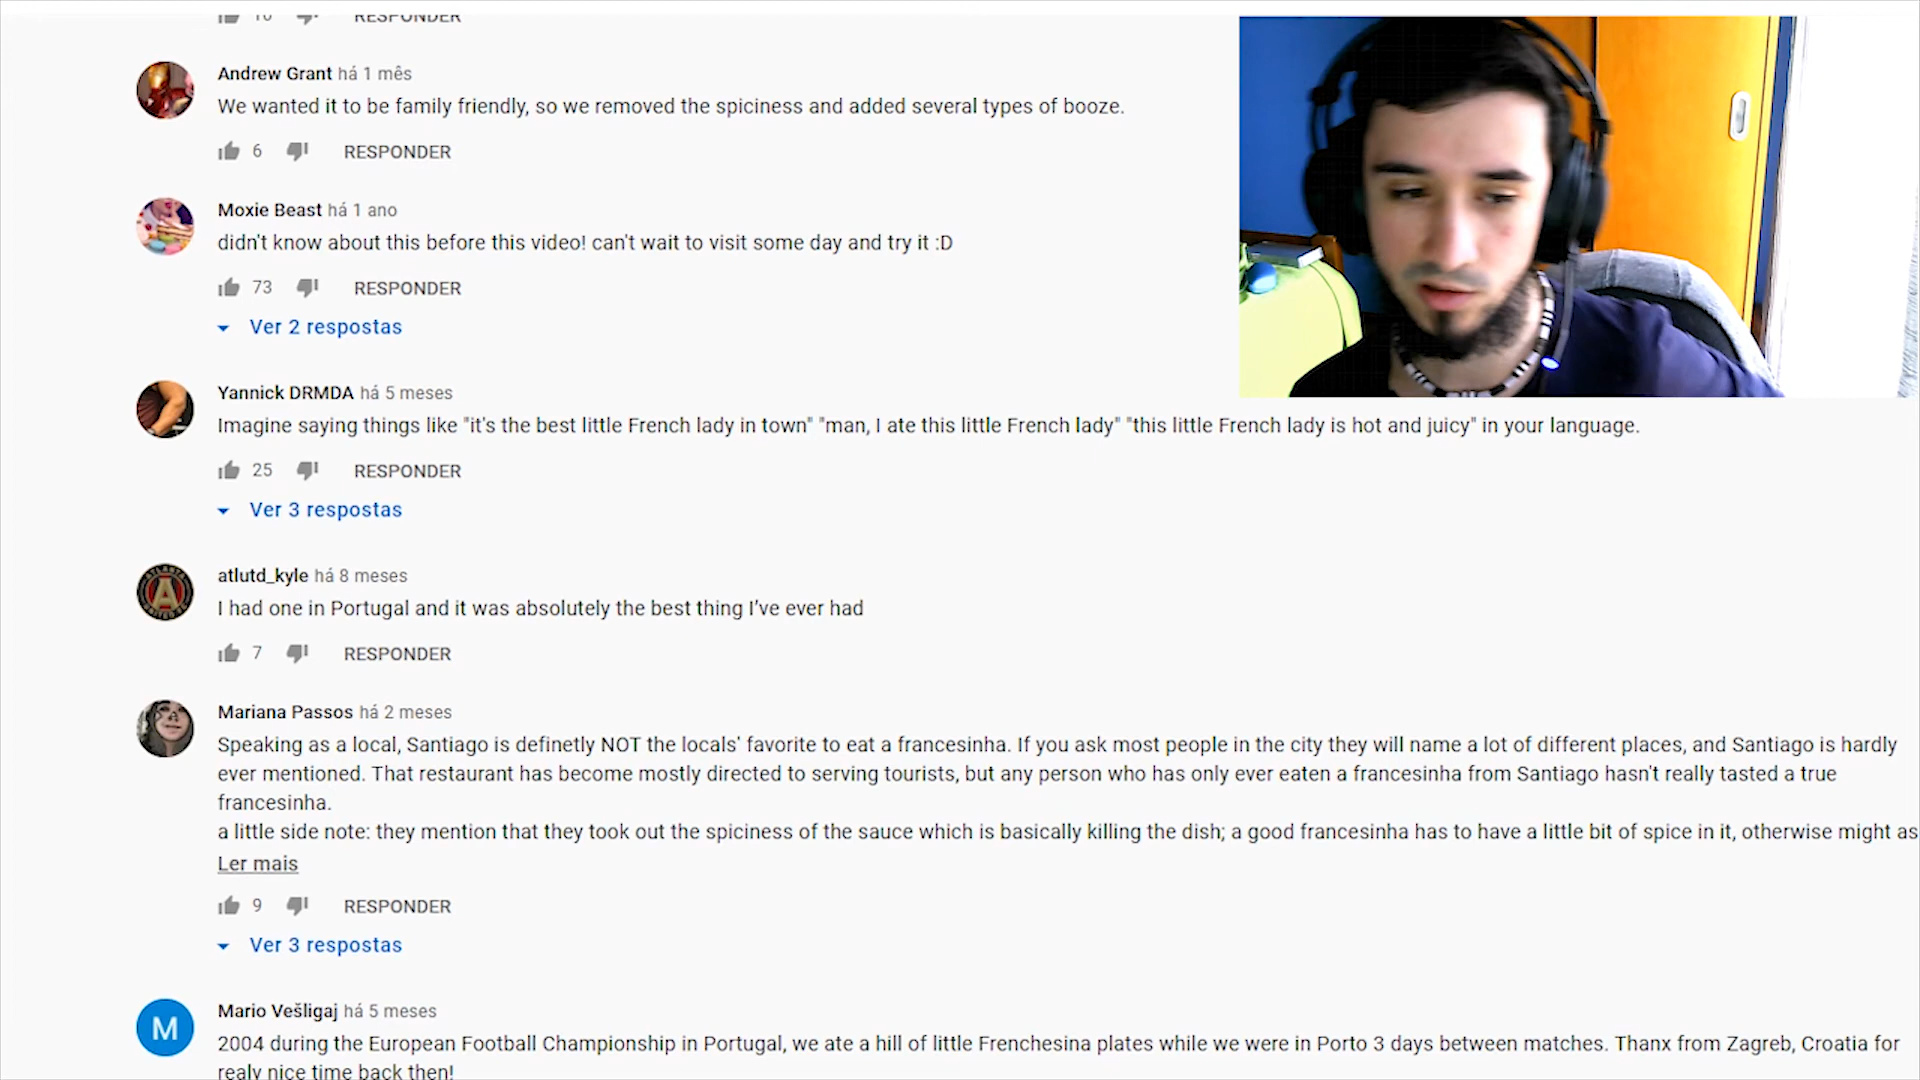 10 RESPONDER
Andrew Grant há 1 mês
We wanted it to be family friendly, so we removed the spiciness and added several types of booze.
6 RESPONDER
Moxie Beast há 1 ano
didn't know about this before this video! can't wait to visit some day and try it :D
73 RESPONDER
Ver 2 respostas
Yannick DRMDA há 5 meses
Imagine saying things like "it's the best little French lady in town" "man, I ate this little French lady" "this little French lady is hot and juicy" in your language.
25 RESPONDER
Ver 3 respostas
atlutd_kyle há 8 meses
I had one in Portugal and it was absolutely the best thing I've ever had
7 RESPONDER
Mariana Passos há 2 meses
Speaking as a local, Santiago is definetly NOT the locals' favorite to eat a francesinha. If you ask most people in the city they will name a lot of different places, and Santiago is hardly
ever mentioned. That restaurant has become mostly directed to serving tourists, but any person who has only ever eaten a francesinha from Santiago hasn't really tasted a true
francesinha.
a little side note: they mention that they took out the spiciness of the sauce which is basically killing the dish; a good francesinha has to have a little bit of spice in it, otherwise might as
Ler mais
9 RESPONDER
Ver 3 respostas
M
Mario Vešligaj há 5 meses
2004 during the European Football Championship in Portugal, we ate a hill of little Frenchesina plates while we were in Porto 3 days between matches. Thanx from Zagreb, Croatia for
realy nice time back then!